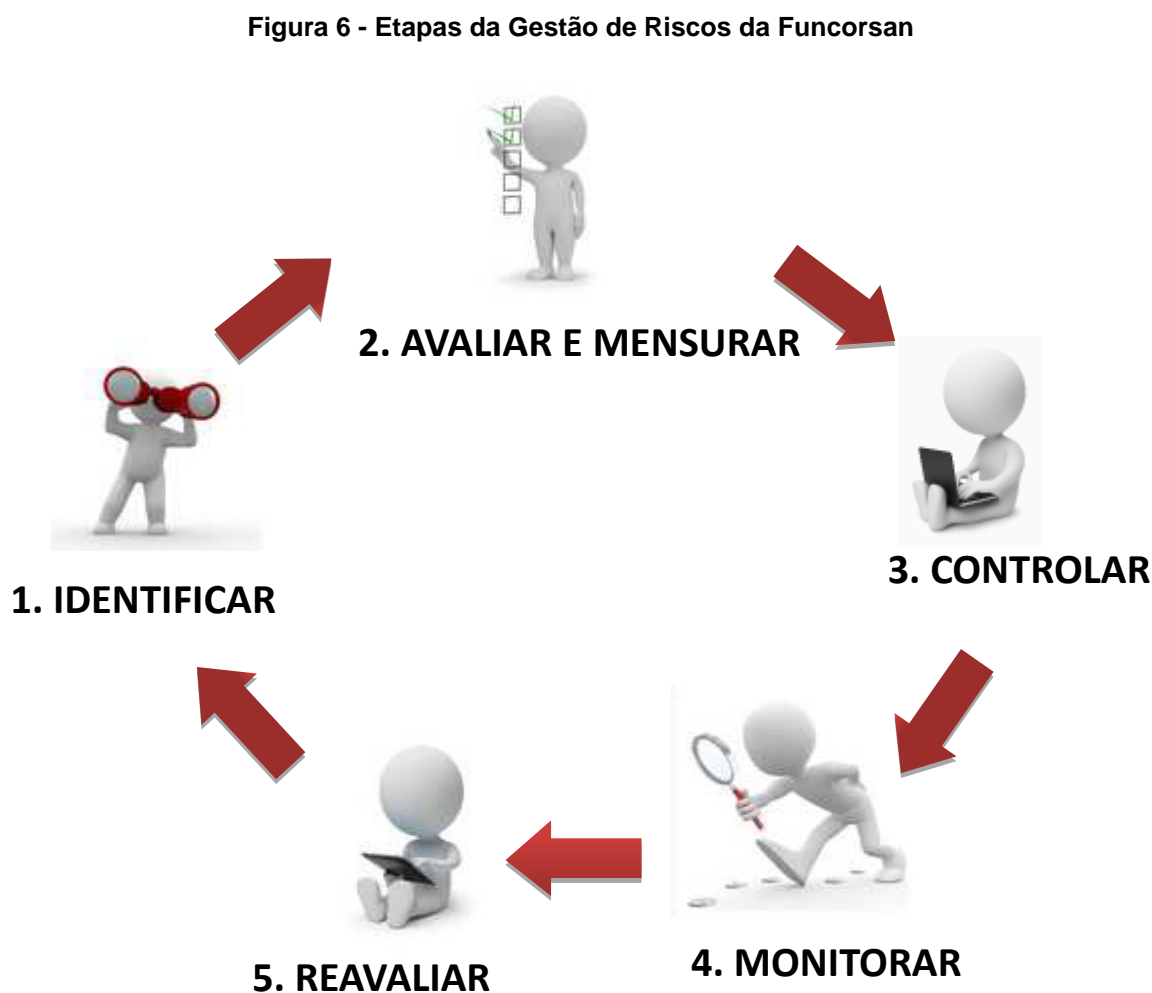 Figura 6 - Etapas da Gestão de Riscos da Funcorsan
1. IDENTIFICAR
2. AVALIAR E MENSURAR
3. CONTROLAR
4. MONITORAR
5. REAVALIAR